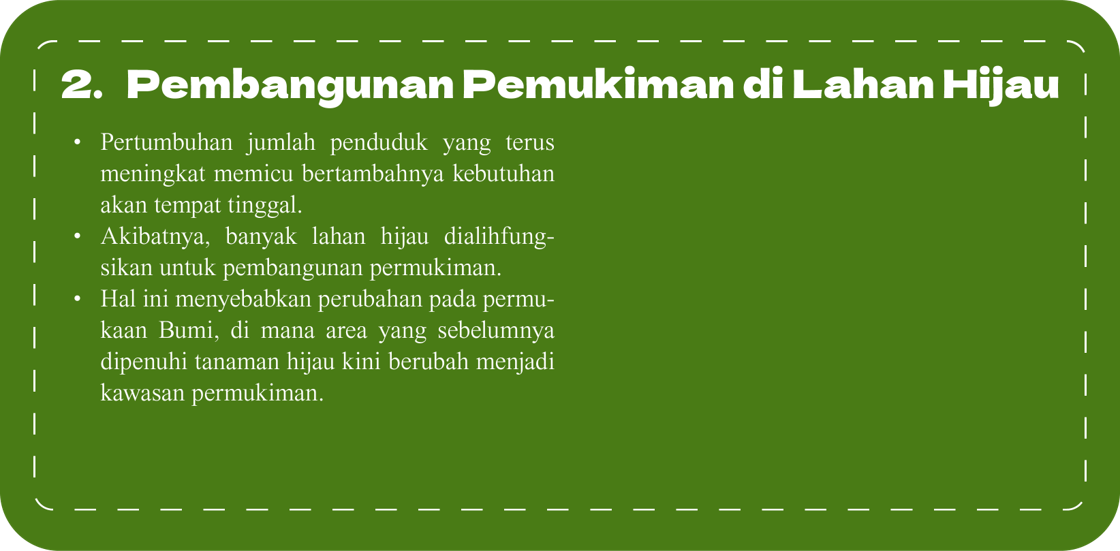 2. Pembangunan Pemukiman di Lahan Hijau
• Pertumbuhan jumlah penduduk yang terus
meningkat memicu bertambahnya kebutuhan
akan tempat tinggal.
• Akibatnya, banyak lahan hijau dialihfung-
sikan untuk pembangunan permukiman.
• Hal ini menyebabkan perubahan pada permu-
kaan Bumi, di mana area yang sebelumnya
dipenuhi tanaman hijau kini berubah menjadi
kawasan permukiman.